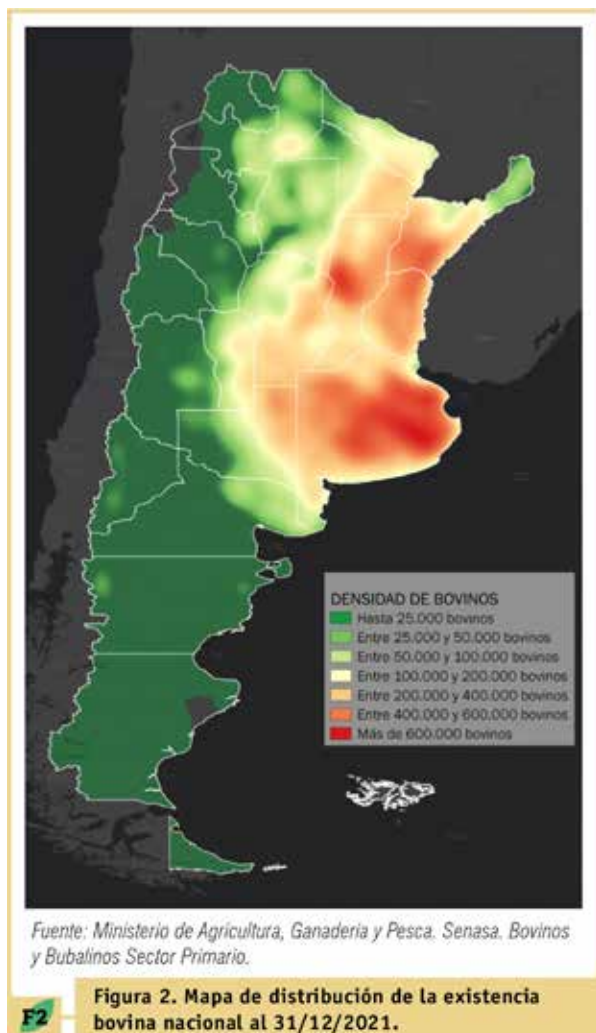 DENSIDAD DE BOVINOS
Hasta 25.000 bovinos
Entre 25.000 y 50.000 bovinos
Entre 50.000 y 100.000 bovinos
Entre 100.000 y 200.000 bovinos
Entre 200.000 y 400.000 bovinos
Entre 400.000 y 600.000 bovinos
Más de 600.000 bovinos
Fuente: Ministerio de Agricultura, Ganadería y Pesca. Senasa. Bovinos
y Bubalinos Sector Primario.
F2
Figura 2. Mapa de distribución de la existencia
bovina nacional al 31/12/2021.